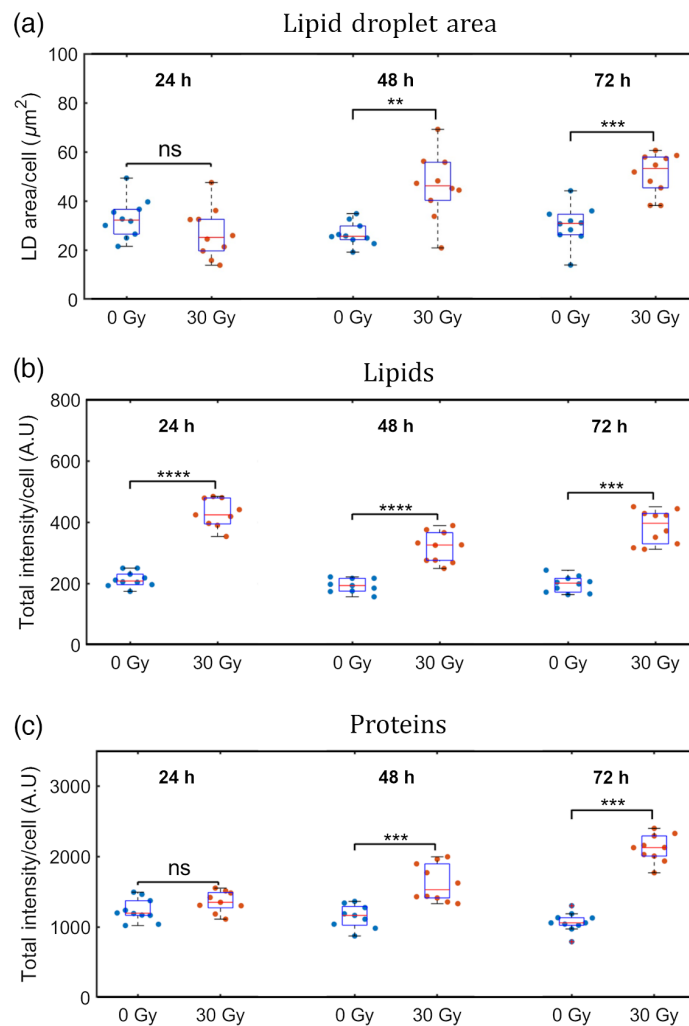 (a) Lipid droplet area
100
80
60
40
20
0
LD area/cell (μm²)
24 h 48 h 72 h
ns ** ***
0 Gy 30 Gy 0 Gy 30 Gy 0 Gy 30 Gy
(b) Lipids
800
600
400
200
0
Total intensity/cell (A.U)
24 h 48 h 72 h
**** **** ***
0 Gy 30 Gy 0 Gy 30 Gy 0 Gy 30 Gy
(c) Proteins
3000
2000
1000
0
Total intensity/cell (A.U)
24 h 48 h 72 h
ns *** ***
0 Gy 30 Gy 0 Gy 30 Gy 0 Gy 30 Gy